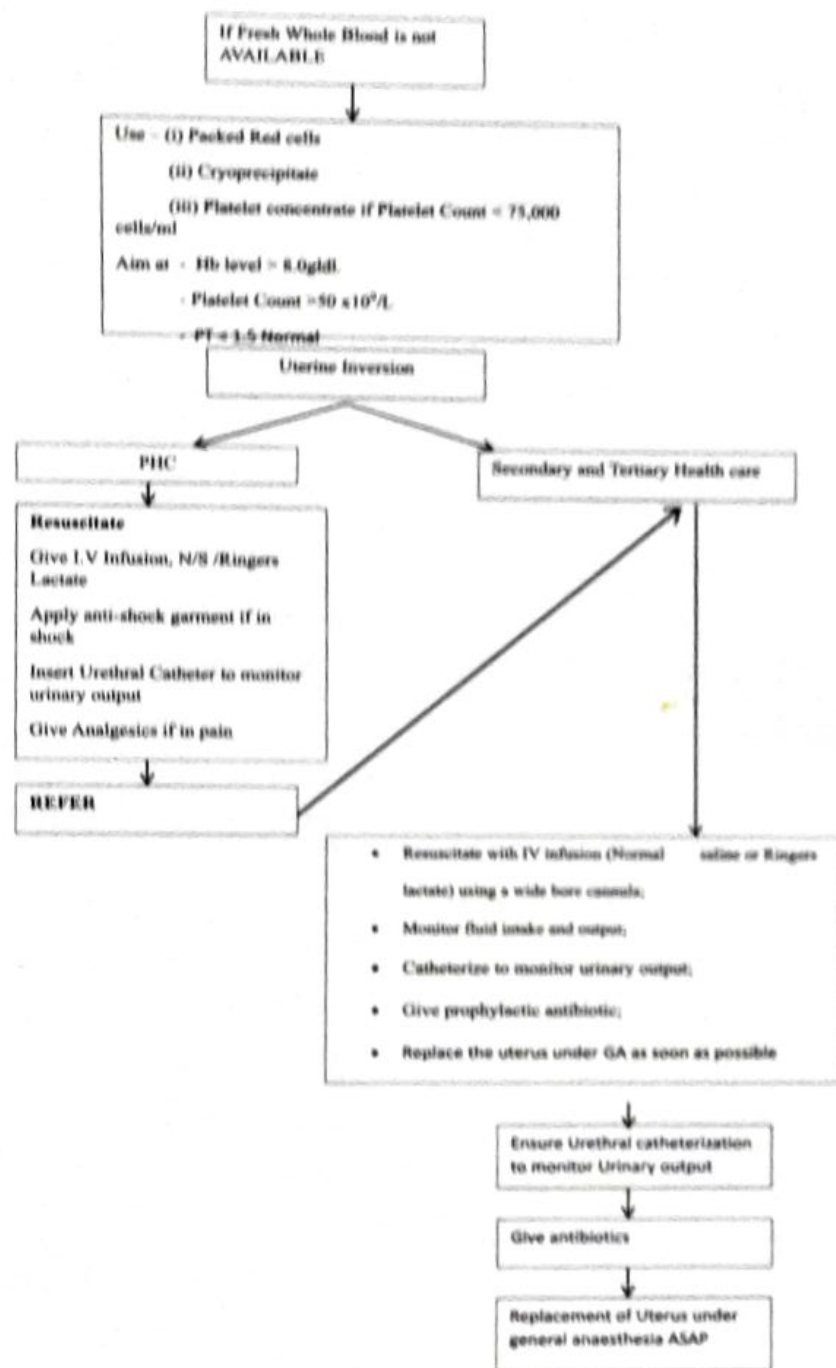 If Fresh Whole Blood is not
AVAILABLE
Use - (i) Packed Red cells
(ii) Cryoprecipitate
(iii) Platelet concentrate if Platelet Count < 75,000
cells/ml
Aim at - Hb level > 8.0gldL
- Platelet Count >50 x10⁹/L
- PT < 1.5 Normal
Uterine Inversion
PHC
Secondary and Tertiary Health care
Resuscitate
Give I.V Infusion, N/S /Ringers
Lactate
Apply anti-shock garment if in
shock
Insert Urethral Catheter to monitor
urinary output
Give Analgesics if in pain
REFER
• Resuscitate with IV infusion (Normal saline or Ringers
lactate) using a wide bore cannula;
• Monitor fluid intake and output;
• Catheterize to monitor urinary output;
• Give prophylactic antibiotic;
• Replace the uterus under GA as soon as possible
Ensure Urethral catheterization
to monitor Urinary output
Give antibiotics
Replacement of Uterus under
general anaesthesia ASAP